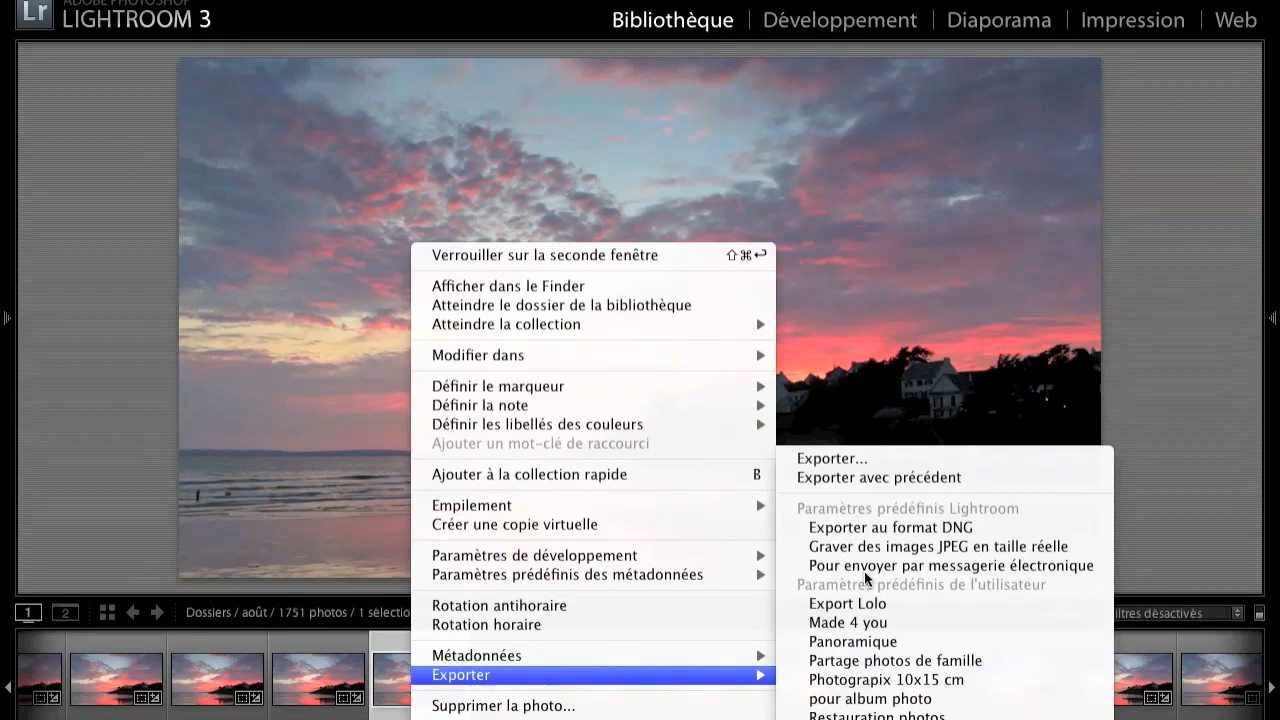 ADOBE PHOTOSHOP
Lr
LIGHTROOM 3
Bibliothèque
Développement
Diaporama
Impression
Web
Verrouiller sur la seconde fenêtre ⇧⌘↩
Afficher dans le Finder
Atteindre le dossier de la bibliothèque
Atteindre la collection
Modifier dans
Définir le marqueur
Définir la note
Définir les libellés des couleurs
Ajouter un mot-clé de raccourci
Ajouter à la collection rapide B
Empilement
Créer une copie virtuelle
Paramètres de développement
Paramètres prédéfinis des métadonnées
Rotation antihoraire
Rotation horaire
Métadonnées
Exporter
Supprimer la photo...
Exporter...
Exporter avec précédent
Paramètres prédéfinis Lightroom
Exporter au format DNG
Graver des images JPEG en taille réelle
Pour envoyer par messagerie électronique
Paramètres prédéfinis de l'utilisateur
Export Lolo
Made 4 you
Panoramique
Partage photos de famille
Photograpix 10x15 cm
pour album photo
Restauration photos
1
2
Dossiers / août / 1751 photos / 1 sélectio
ltres désactivés